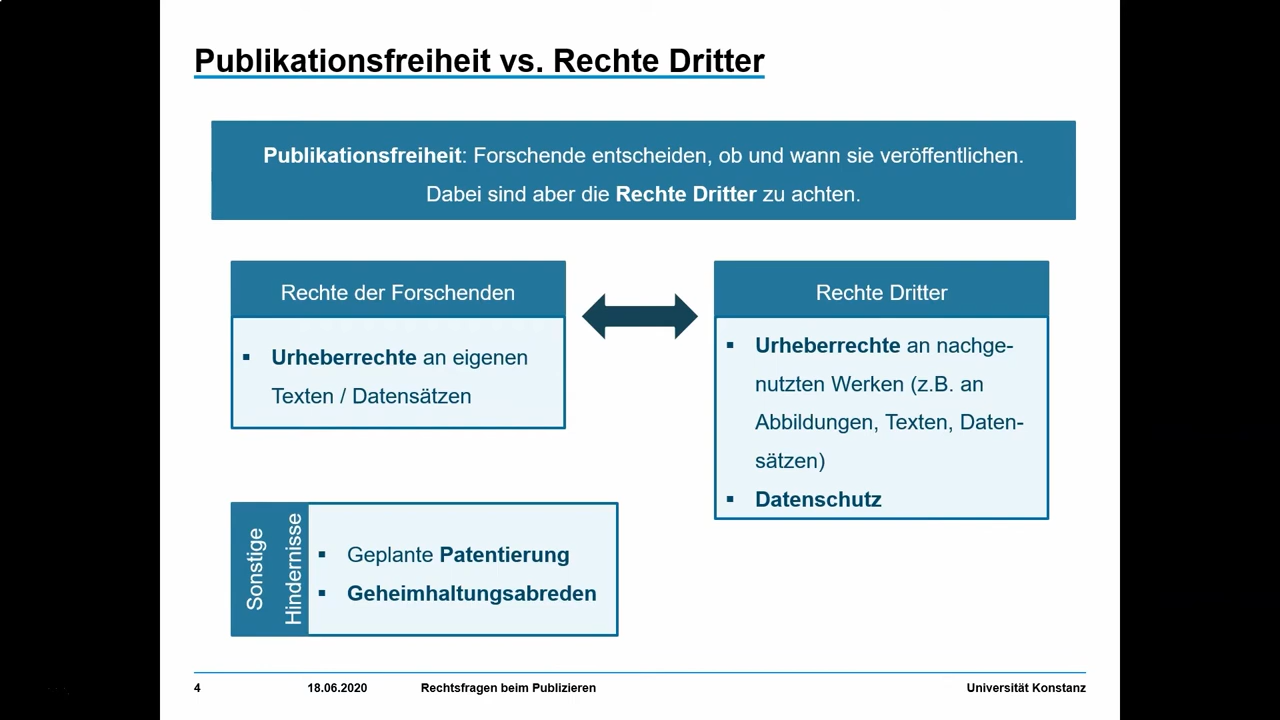 Publikationsfreiheit vs. Rechte Dritter
Publikationsfreiheit: Forschende entscheiden, ob und wann sie veröffentlichen.
Dabei sind aber die Rechte Dritter zu achten.
Rechte der Forschenden
▪ Urheberrechte an eigenen
Texten / Datensätzen
Rechte Dritter
▪ Urheberrechte an nachge-
nutzten Werken (z.B. an
Abbildungen, Texten, Daten-
sätzen)
▪ Datenschutz
Sonstige
Hindernisse
▪ Geplante Patentierung
▪ Geheimhaltungsabreden
4 18.06.2020 Rechtsfragen beim Publizieren Universität Konstanz